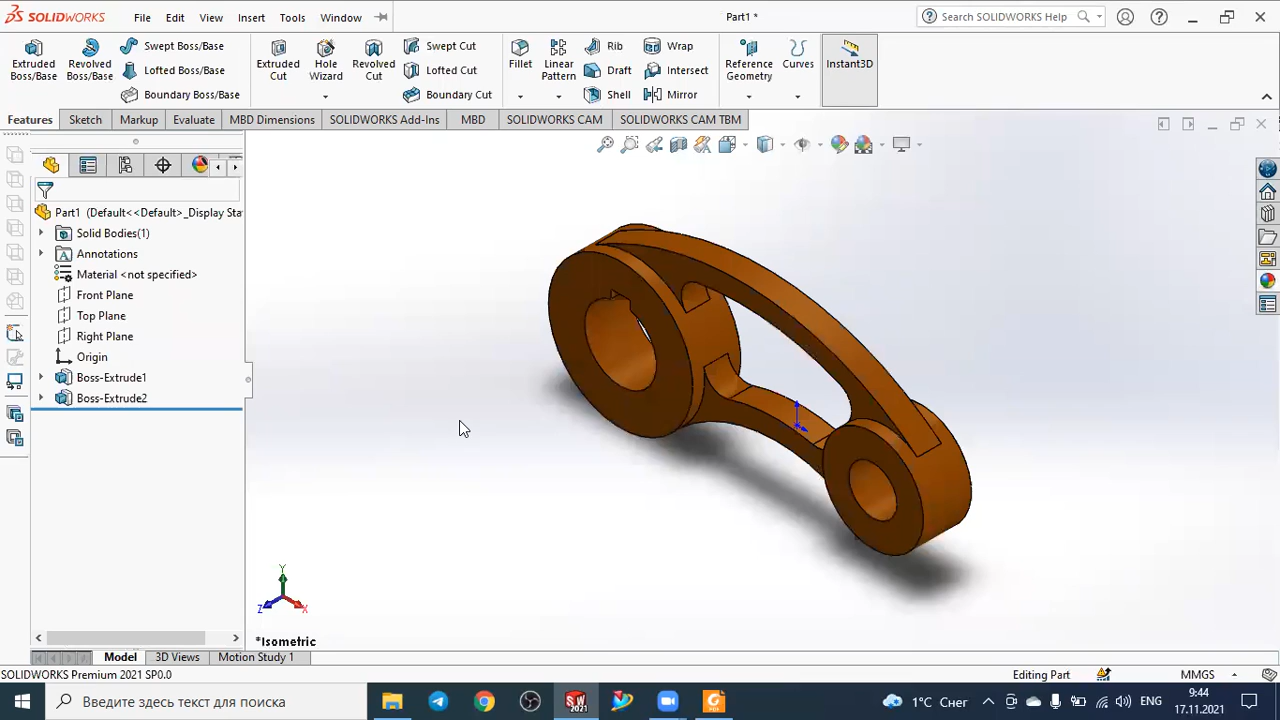 SOLIDWORKS File Edit View Insert Tools Window Part1 * Search SOLIDWORKS Help
Extruded Boss/Base
Revolved Boss/Base
Swept Boss/Base
Lofted Boss/Base
Boundary Boss/Base
Extruded Cut
Hole Wizard
Revolved Cut
Swept Cut
Lofted Cut
Boundary Cut
Fillet
Linear Pattern
Rib
Draft
Shell
Wrap
Intersect
Mirror
Reference Geometry
Curves
Instant3D
Features Sketch Markup Evaluate MBD Dimensions SOLIDWORKS Add-Ins MBD SOLIDWORKS CAM SOLIDWORKS CAM TBM
Part1 (Default<<Default>_Display Sta
Solid Bodies(1)
Annotations
Material <not specified>
Front Plane
Top Plane
Right Plane
Origin
Boss-Extrude1
Boss-Extrude2
Y
Z X
*Isometric
Model 3D Views Motion Study 1
SOLIDWORKS Premium 2021 SP0.0 Editing Part MMGS
Введите здесь текст для поиска
SW 2021
PDF
1°C Снег
ENG
9:44
17.11.2021